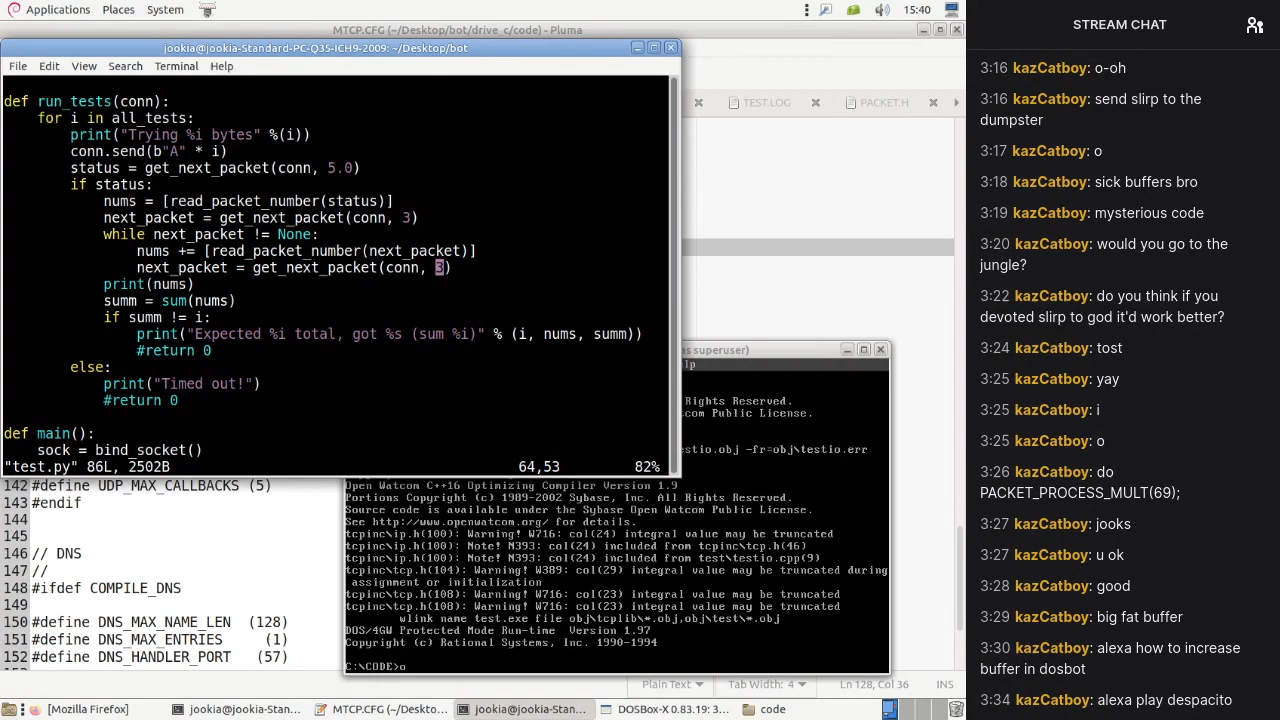 Applications Places System 15:40
MTCP.CFG (~/Desktop/bot/drive_c/code) - Pluma
jookia@jookia-Standard-PC-Q35-ICH9-2009: ~/Desktop/bot
File Edit View Search Terminal Help
TEST.LOG PACKET.H
def run_tests(conn):
for i in all_tests:
print("Trying %i bytes" %(i))
conn.send(b"A" * i)
status = get_next_packet(conn, 5.0)
if status:
nums = [read_packet_number(status)]
next_packet = get_next_packet(conn, 3)
while next_packet != None:
nums += [read_packet_number(next_packet)]
next_packet = get_next_packet(conn, 3)
print(nums)
summ = sum(nums)
if summ != i:
print("Expected %i total, got %s (sum %i)" % (i, nums, summ))
#return 0
else:
print("Timed out!")
#return 0
def main():
sock = bind_socket()
"test.py" 86L, 2502B 64,53 82%
142 #define UDP_MAX_CALLBACKS (5)
143 #endif
144
145
146 // DNS
147 //
148 #ifdef COMPILE_DNS
149
150 #define DNS_MAX_NAME_LEN (128)
151 #define DNS_MAX_ENTRIES (1)
152 #define DNS_HANDLER_PORT (57)
as superuser)
lp
Rights Reserved.
com Public License.
estio.obj -fr=obj\testio.err
Open Watcom C++16 Optimizing Compiler Version 1.9
Portions Copyright (c) 1989-2002 Sybase, Inc. All Rights Reserved.
Source code is available under the Sybase Open Watcom Public License.
See http://www.openwatcom.org/ for details.
tcpinc\ip.h(100): Warning! W716: col(24) integral value may be truncated
tcpinc\ip.h(100): Note! N393: col(24) included from tcpinc\tcp.h(46)
tcpinc\ip.h(100): Note! N393: col(24) included from test\testio.cpp(9)
tcpinc\ip.h(104): Warning! W389: col(29) integral value may be truncated during
assignment or initialization
tcpinc\tcp.h(108): Warning! W716: col(23) integral value may be truncated
tcpinc\tcp.h(108): Warning! W716: col(23) integral value may be truncated
wlink name test.exe file obj\tcplib\*.obj,obj\test\*.obj
DOS/4GW Protected Mode Run-time Version 1.97
Copyright (c) Rational Systems, Inc. 1990-1994
C:\CODE>o
Plain Text Tab Width: 4 Ln 128, Col 36 INS
[Mozilla Firefox] jookia@jookia-Stan... MTCP.CFG (~/Deskto... jookia@jookia-Stan... DOSBox-X 0.83.19: 3... code
STREAM CHAT
3:16 kazCatboy: o-oh
3:16 kazCatboy: send slirp to the
dumpster
3:17 kazCatboy: o
3:18 kazCatboy: sick buffers bro
3:19 kazCatboy: mysterious code
3:20 kazCatboy: would you go to the
jungle?
3:22 kazCatboy: do you think if you
devoted slirp to god it'd work better?
3:24 kazCatboy: tost
3:25 kazCatboy: yay
3:25 kazCatboy: i
3:25 kazCatboy: o
3:26 kazCatboy: do
PACKET_PROCESS_MULT(69);
3:27 kazCatboy: jooks
3:27 kazCatboy: u ok
3:28 kazCatboy: good
3:29 kazCatboy: big fat buffer
3:30 kazCatboy: alexa how to increase
buffer in dosbot
3:34 kazCatboy: alexa play despacito